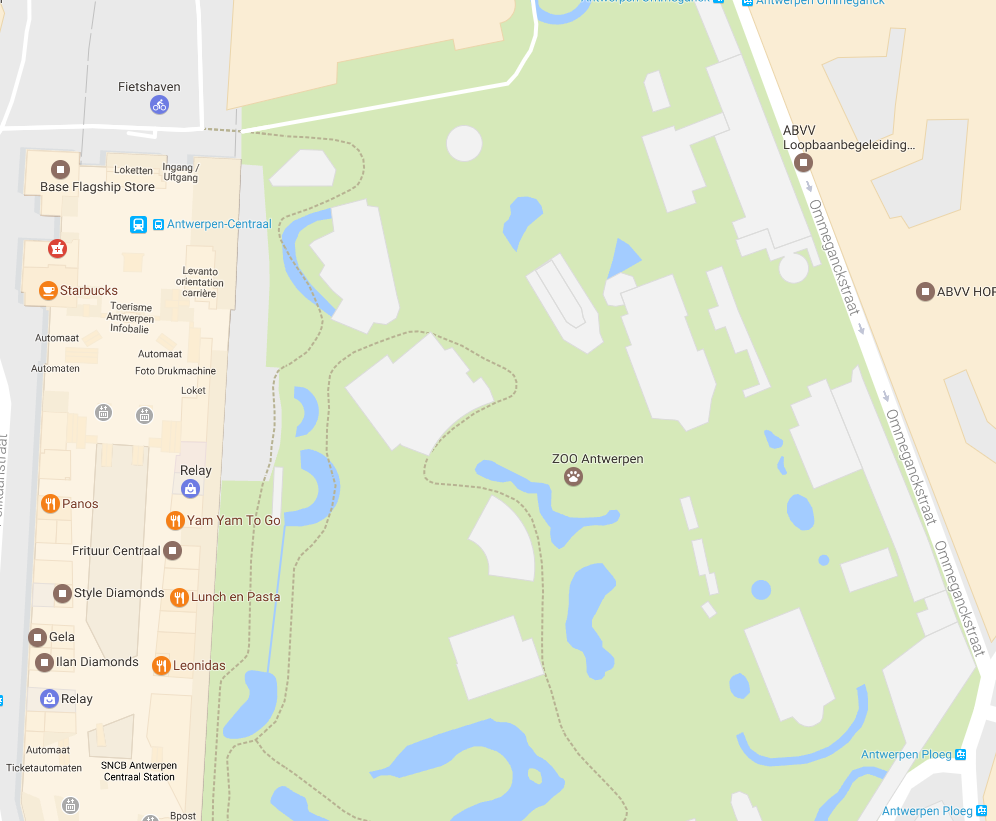 Antwerpen Ommeganck
Antwerpen Ommeganck
Fietshaven
ABVV
Loopbaanbegeleiding...
Loketten
Ingang /
Uitgang
Base Flagship Store
Antwerpen-Centraal
Ommeganckstraat
Levanto
orientation
carrière
Starbucks
ABVV HOR
Toerisme
Antwerpen
Infobalie
Automaat
Automaat
Automaten
Foto Drukmachine
Loket
Ommeganckstraat
ZOO Antwerpen
Relay
Panos
Yam Yam To Go
Frituur Centraal
Ommeganckstraat
Style Diamonds
Lunch en Pasta
Gela
Ilan Diamonds
Leonidas
Relay
Automaat
Ticketautomaten
SNCB Antwerpen
Centraal Station
Antwerpen Ploeg
Antwerpen Ploeg
Bpost